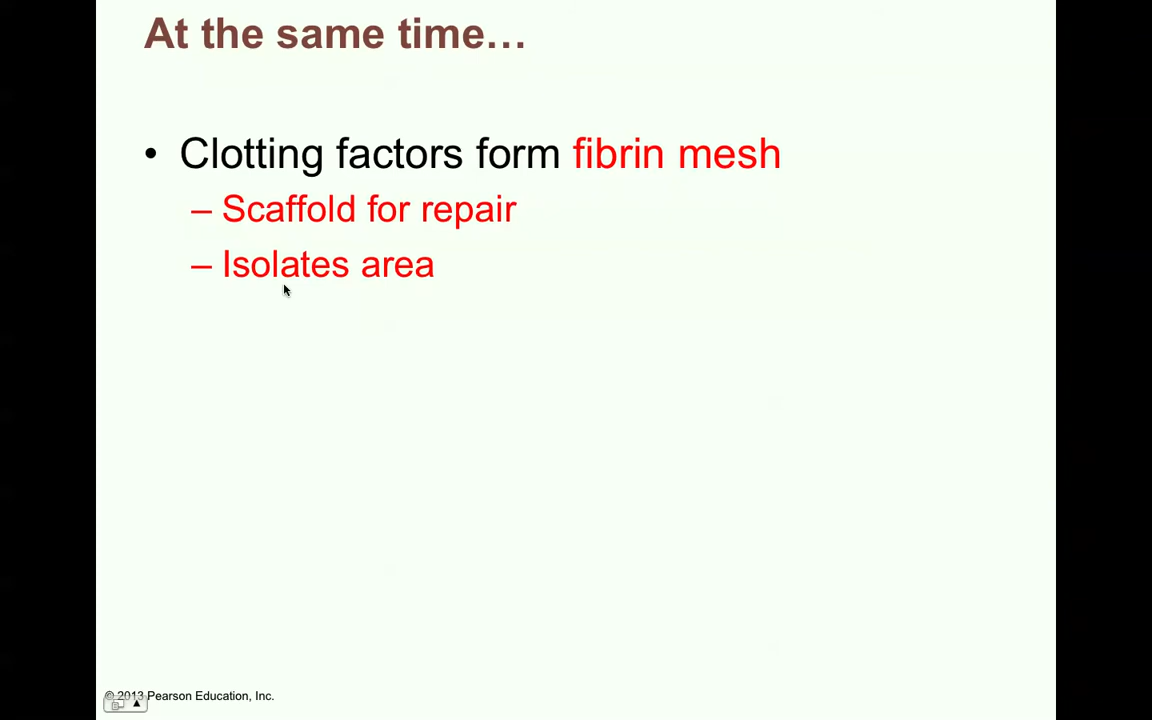 At the same time…
• Clotting factors form fibrin mesh
– Scaffold for repair
– Isolates area
© 2013 Pearson Education, Inc.